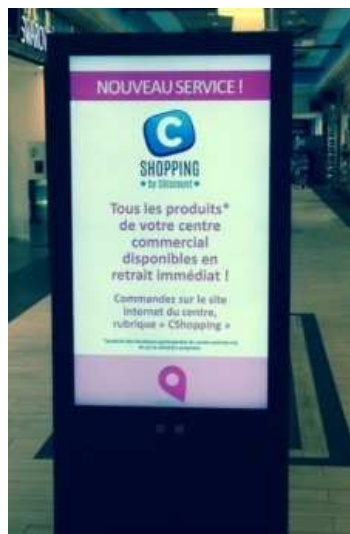 NOUVEAU SERVICE !
C
SHOPPING
by Cdiscount
Tous les produits*
de votre centre
commercial
disponibles en
retrait immédiat !
Commandez sur le site
internet du centre,
rubrique « CShopping »